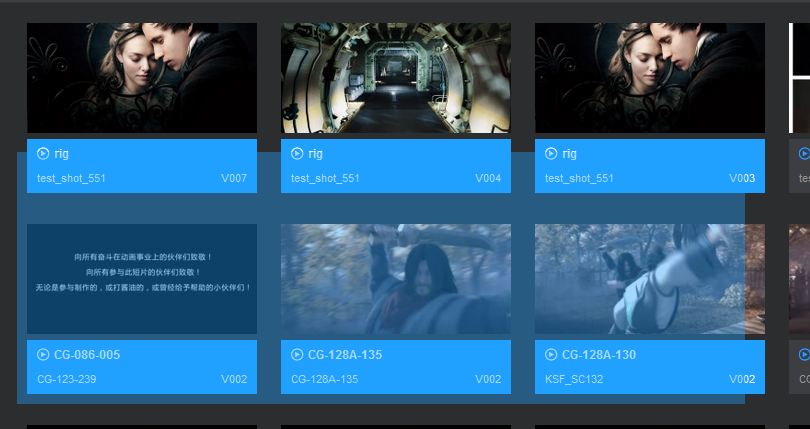 rig
test_shot_551 V007
rig
test_shot_551 V004
rig
test_shot_551 V003
向所有奋斗在动画事业上的伙伴们致敬！
向所有参与此短片的伙伴们致敬！
无论是参与制作的，或打酱油的，或曾经给予帮助的小伙伴们！
CG-086-005
CG-123-239 V002
CG-128A-135
CG-128A-135 V002
CG-128A-130
KSF_SC132 V002